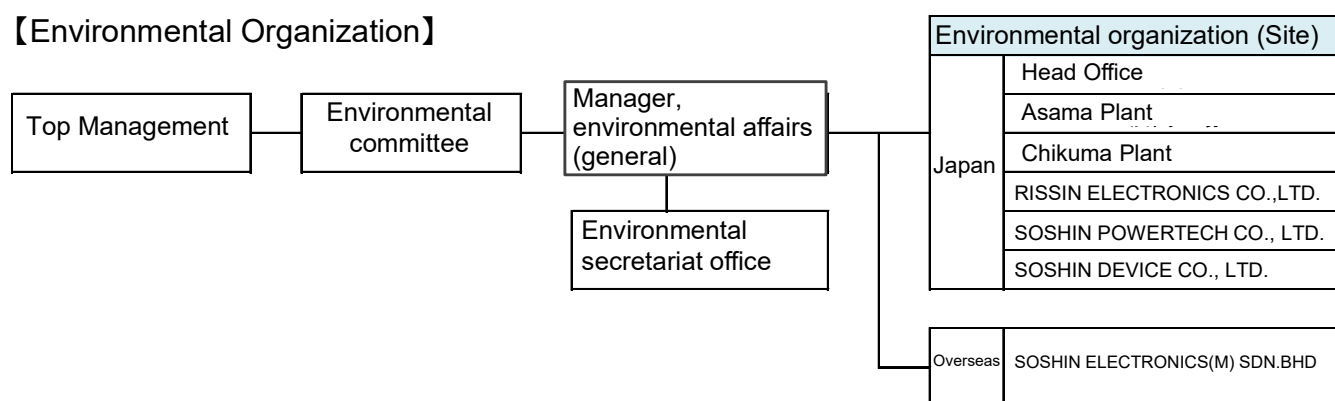 【Environmental Organization】
Environmental organization (Site)
Top Management
Environmental
committee
Manager,
environmental affairs
(general)
Environmental
secretariat office
Japan
Head Office
Asama Plant
Chikuma Plant
RISSIN ELECTRONICS CO.,LTD.
SOSHIN POWERTECH CO., LTD.
SOSHIN DEVICE CO., LTD.
Overseas
SOSHIN ELECTRONICS(M) SDN.BHD